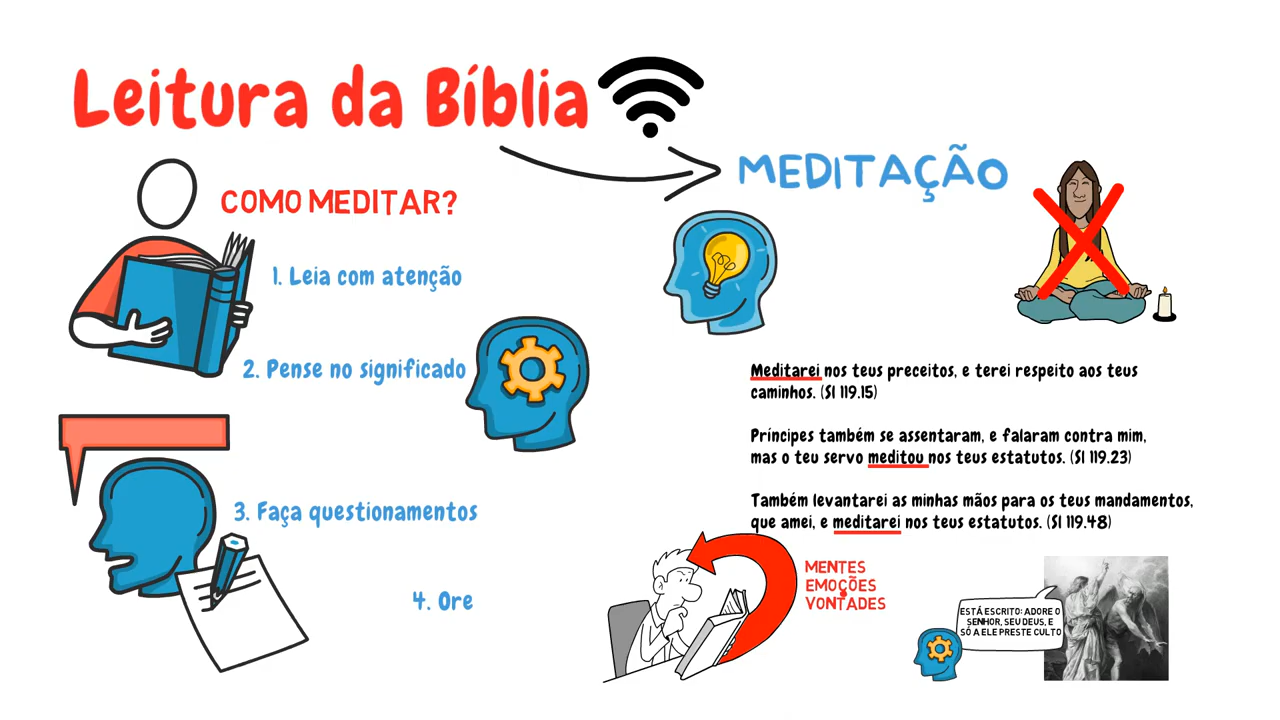 Leitura da Bíblia
MEDITAÇÃO
COMO MEDITAR?
1. Leia com atenção
2. Pense no significado
3. Faça questionamentos
4. Ore
Meditarei nos teus preceitos, e terei respeito aos teus
caminhos. (Sl 119.15)
Príncipes também se assentaram, e falaram contra mim,
mas o teu servo meditou nos teus estatutos. (Sl 119.23)
Também levantarei as minhas mãos para os teus mandamentos,
que amei, e meditarei nos teus estatutos. (Sl 119.48)
MENTES
EMOÇÕES
VONTADES
ESTÁ ESCRITO: ADORE O
SENHOR, SEU DEUS, E
SÓ A ELE PRESTE CULTO